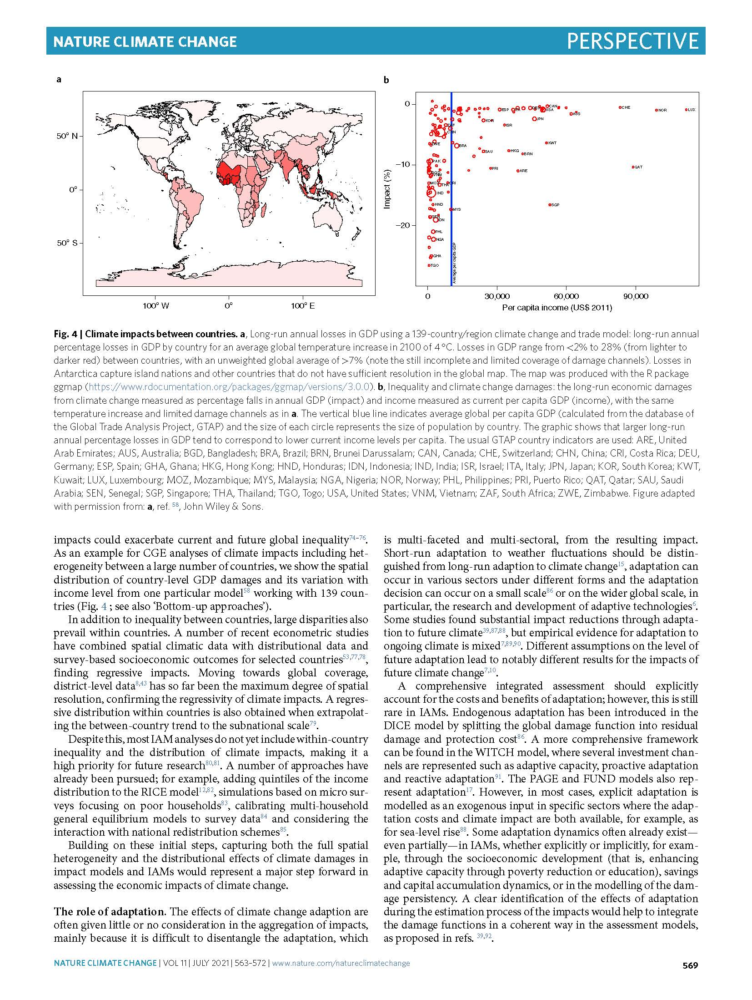 NATURE CLIMATE CHANGE
PERSPECTIVE
a
50° N
0°
50° S
100° W
0°
100° E
b
0
−10
−20
Impact (%)
ESP
ITA
DEU
CAN
USA
AUS
CHE
NOR
LUX
KOR
JPN
ISR
ZAF
CHN
ZWE
BRA
KWT
SAU
HKG
BRN
PAK
PRI
ARE
QAT
BGD
VNM
MOZ
THA
CRI
IND
HND
SGP
MYS
SEN
IDN
PHL
NGA
GHA
TGO
Average per capita GDP
0
30,000
60,000
90,000
Per capita income (US$ 2011)
Fig. 4 | Climate impacts between countries. a, Long-run annual losses in GDP using a 139-country/region climate change and trade model: long-run annual
percentage losses in GDP by country for an average global temperature increase in 2100 of 4 °C. Losses in GDP range from <2% to 28% (from lighter to
darker red) between countries, with an unweighted global average of >7% (note the still incomplete and limited coverage of damage channels). Losses in
Antarctica capture island nations and other countries that do not have sufficient resolution in the global map. The map was produced with the R package
ggmap (https://www.rdocumentation.org/packages/ggmap/versions/3.0.0). b, Inequality and climate change damages: the long-run economic damages
from climate change measured as percentage falls in annual GDP (impact) and income measured as current per capita GDP (income), with the same
temperature increase and limited damage channels as in a. The vertical blue line indicates average global per capita GDP (calculated from the database of
the Global Trade Analysis Project, GTAP) and the size of each circle represents the size of population by country. The graphic shows that larger long-run
annual percentage losses in GDP tend to correspond to lower current income levels per capita. The usual GTAP country indicators are used: ARE, United
Arab Emirates; AUS, Australia; BGD, Bangladesh; BRA, Brazil; BRN, Brunei Darussalam; CAN, Canada; CHE, Switzerland; CHN, China; CRI, Costa Rica; DEU,
Germany; ESP, Spain; GHA, Ghana; HKG, Hong Kong; HND, Honduras; IDN, Indonesia; IND, India; ISR, Israel; ITA, Italy; JPN, Japan; KOR, South Korea; KWT,
Kuwait; LUX, Luxembourg; MOZ, Mozambique; MYS, Malaysia; NGA, Nigeria; NOR, Norway; PHL, Philippines; PRI, Puerto Rico; QAT, Qatar; SAU, Saudi
Arabia; SEN, Senegal; SGP, Singapore; THA, Thailand; TGO, Togo; USA, United States; VNM, Vietnam; ZAF, South Africa; ZWE, Zimbabwe. Figure adapted
with permission from: a, ref. 58, John Wiley & Sons.
impacts could exacerbate current and future global inequality74–76.
As an example for CGE analyses of climate impacts including het-
erogeneity between a large number of countries, we show the spatial
distribution of country-level GDP damages and its variation with
income level from one particular model58 working with 139 coun-
tries (Fig. 4 ; see also ‘Bottom-up approaches’).
In addition to inequality between countries, large disparities also
prevail within countries. A number of recent econometric studies
have combined spatial climatic data with distributional data and
survey-based socioeconomic outcomes for selected countries53,77,78,
finding regressive impacts. Moving towards global coverage,
district-level data8,43 has so far been the maximum degree of spatial
resolution, confirming the regressivity of climate impacts. A regres-
sive distribution within countries is also obtained when extrapolat-
ing the between-country trend to the subnational scale79.
Despite this, most IAM analyses do not yet include within-country
inequality and the distribution of climate impacts, making it a
high priority for future research80,81. A number of approaches have
already been pursued; for example, adding quintiles of the income
distribution to the RICE model12,82, simulations based on micro sur-
veys focusing on poor households83, calibrating multi-household
general equilibrium models to survey data84 and considering the
interaction with national redistribution schemes85.
Building on these initial steps, capturing both the full spatial
heterogeneity and the distributional effects of climate damages in
impact models and IAMs would represent a major step forward in
assessing the economic impacts of climate change.
The role of adaptation. The effects of climate change adaption are
often given little or no consideration in the aggregation of impacts,
mainly because it is difficult to disentangle the adaptation, which
is multi-faceted and multi-sectoral, from the resulting impact.
Short-run adaptation to weather fluctuations should be distin-
guished from long-run adaption to climate change15, adaptation can
occur in various sectors under different forms and the adaptation
decision can occur on a small scale86 or on the wider global scale, in
particular, the research and development of adaptive technologies6.
Some studies found substantial impact reductions through adapta-
tion to future climate39,87,88, but empirical evidence for adaptation to
ongoing climate is mixed7,89,90. Different assumptions on the level of
future adaptation lead to notably different results for the impacts of
future climate change7,10.
A comprehensive integrated assessment should explicitly
account for the costs and benefits of adaptation; however, this is still
rare in IAMs. Endogenous adaptation has been introduced in the
DICE model by splitting the global damage function into residual
damage and protection cost86. A more comprehensive framework
can be found in the WITCH model, where several investment chan-
nels are represented such as adaptive capacity, proactive adaptation
and reactive adaptation91. The PAGE and FUND models also rep-
resent adaptation17. However, in most cases, explicit adaptation is
modelled as an exogenous input in specific sectors where the adap-
tation costs and climate impact are both available, for example, as
for sea-level rise88. Some adaptation dynamics often already exist—
even partially—in IAMs, whether explicitly or implicitly, for exam-
ple, through the socioeconomic development (that is, enhancing
adaptive capacity through poverty reduction or education), savings
and capital accumulation dynamics, or in the modelling of the dam-
age persistency. A clear identification of the effects of adaptation
during the estimation process of the impacts would help to integrate
the damage functions in a coherent way in the assessment models,
as proposed in refs. 39,92.
NATURE CLIMATE CHANGE | VOL 11 | JULY 2021 | 563–572 | www.nature.com/natureclimatechange
569